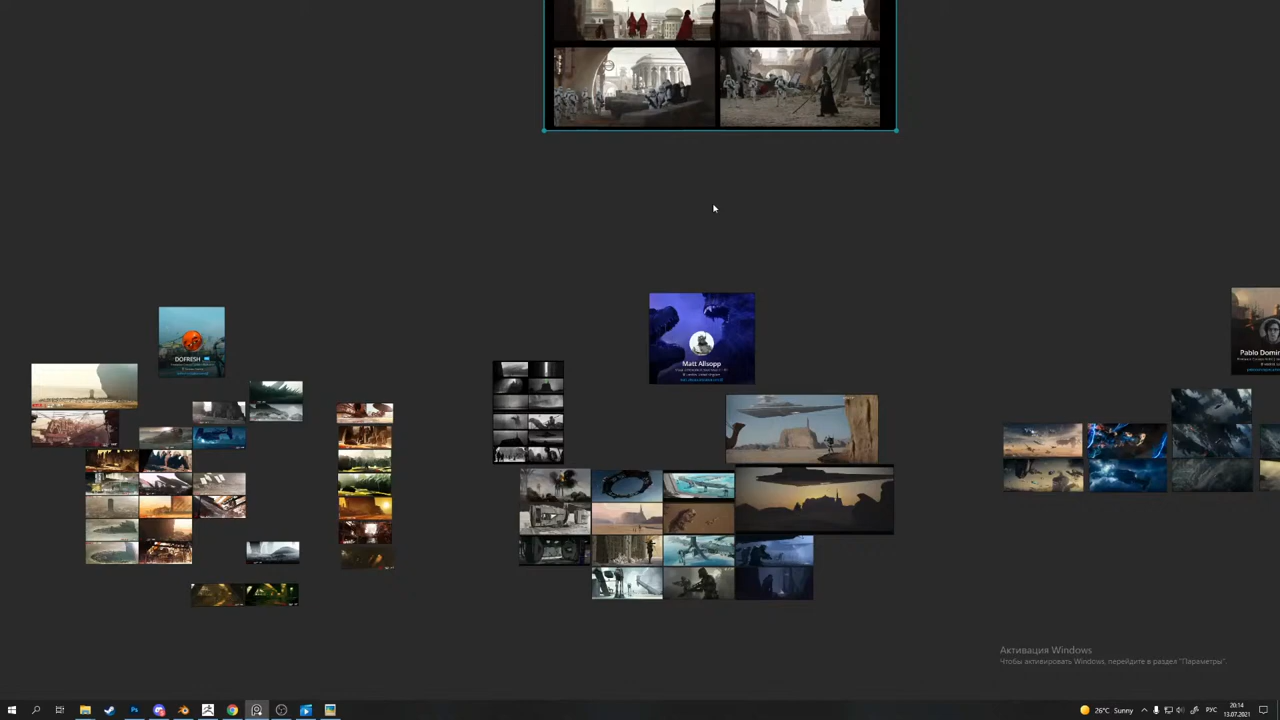 DOFRESH
Matt Allsopp
Pablo Domin
Активация Windows
Чтобы активировать Windows, перейдите в раздел "Параметры".
26°C Sunny
РУС
20:14
13.07.2021